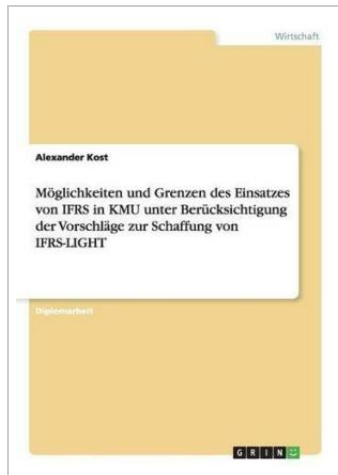 Wirtschaft
Alexander Kost
Möglichkeiten und Grenzen des Einsatzes
von IFRS in KMU unter Berücksichtigung
der Vorschläge zur Schaffung von
IFRS-LIGHT
Diplomarbeit
GRIN